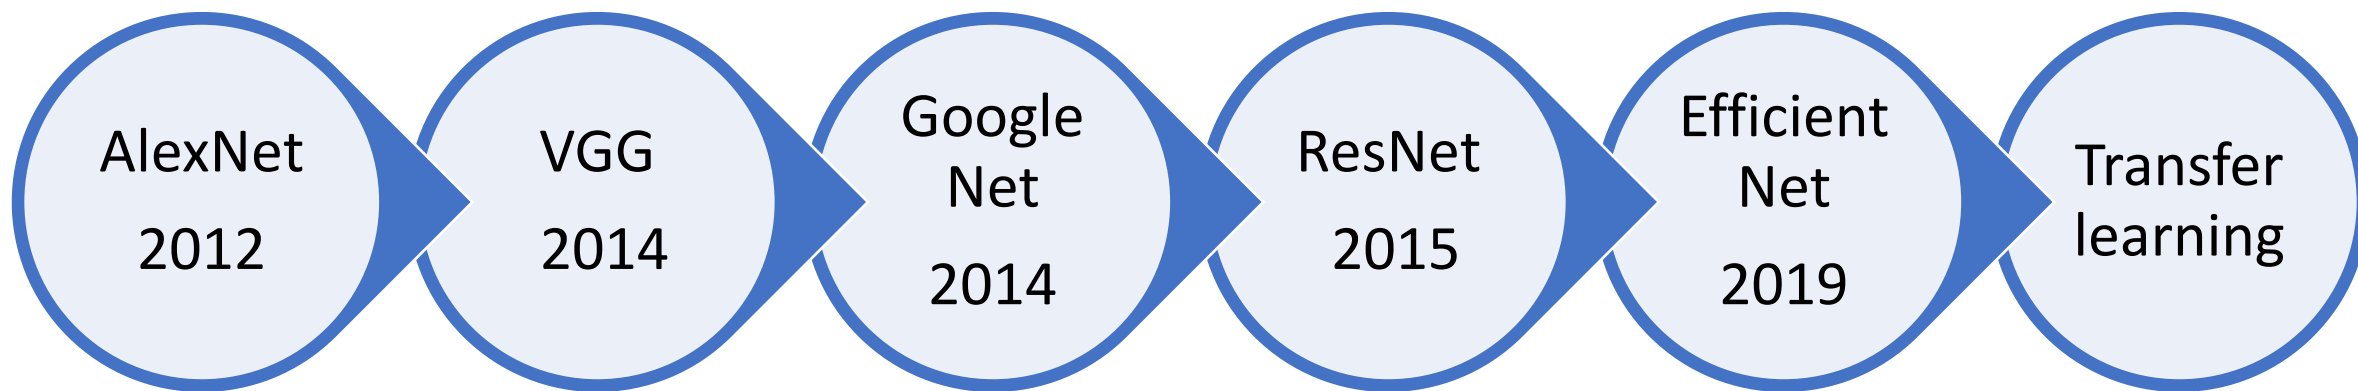 AlexNet
2012
VGG
2014
Google
Net
2014
ResNet
2015
Efficient
Net
2019
Transfer
learning